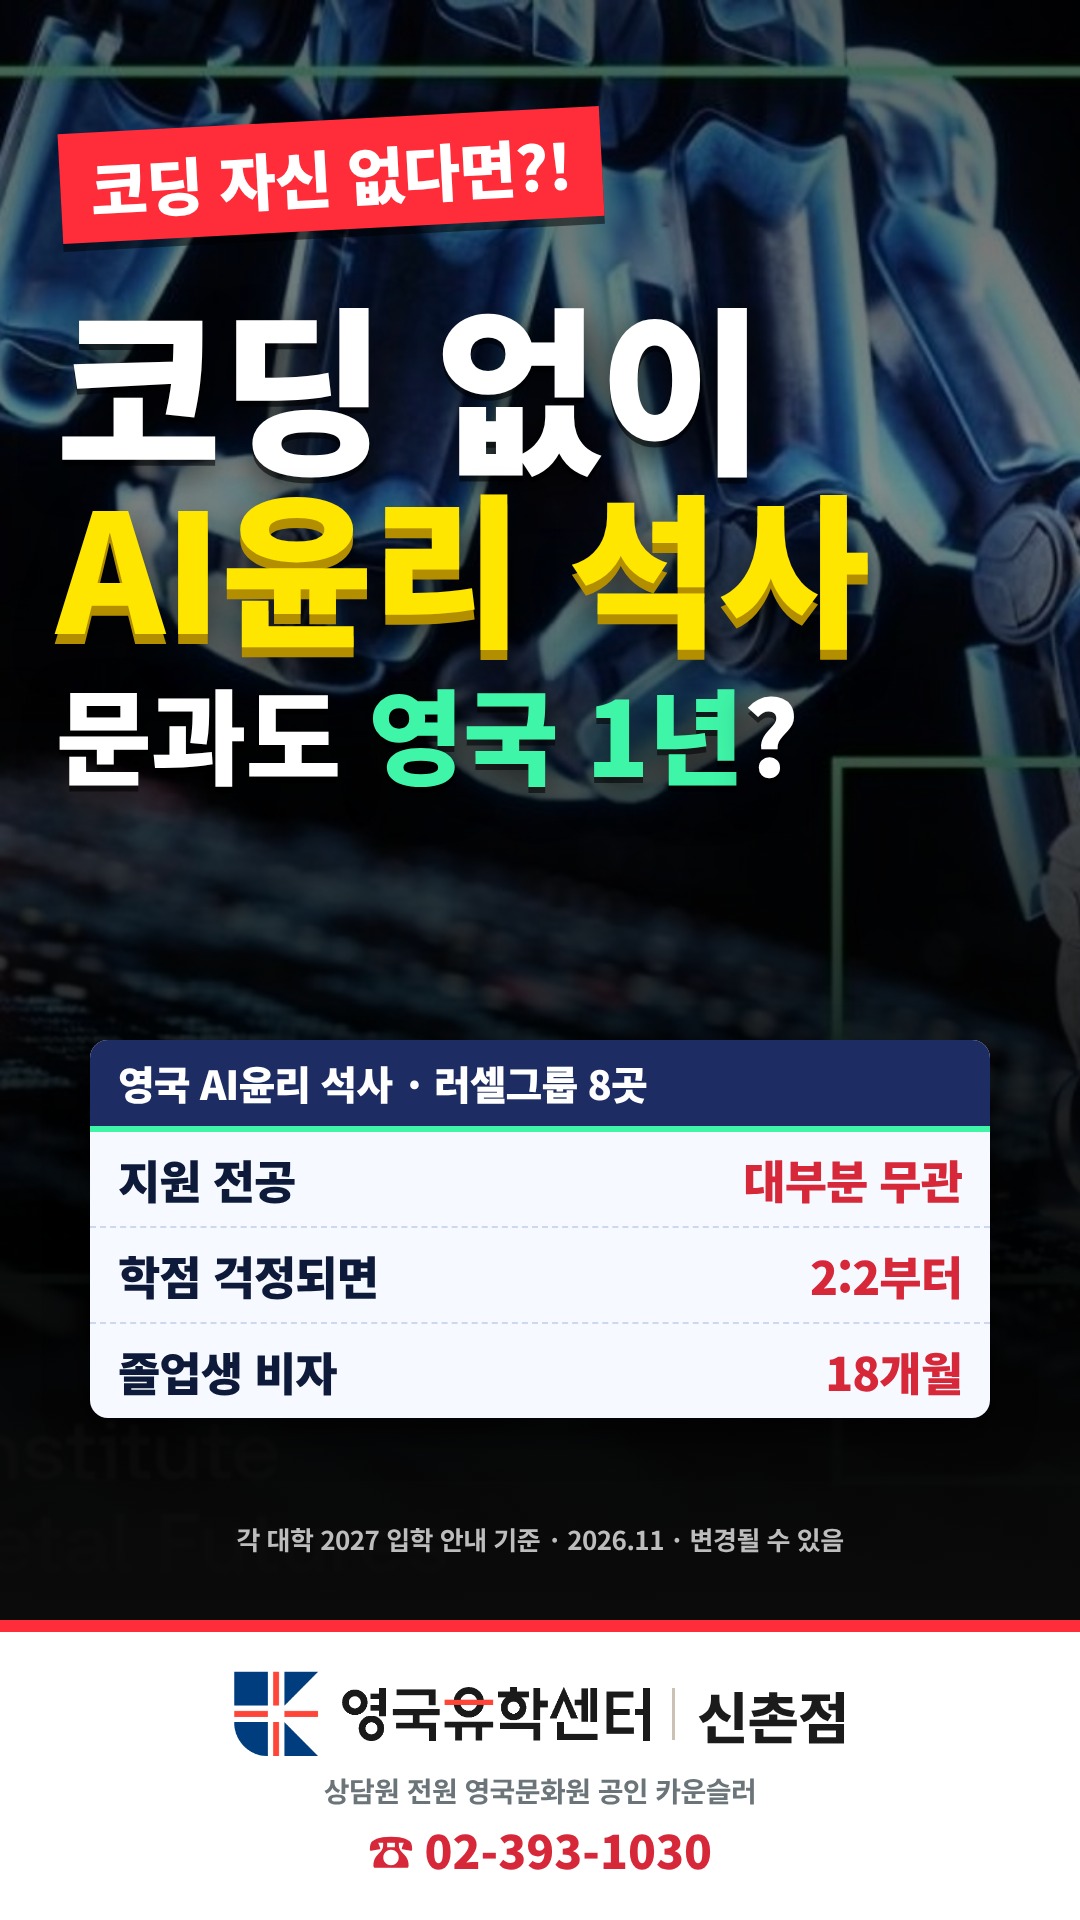 코딩 자신 없다면?!
코딩 없이
AI윤리 석사
문과도 영국 1년?
영국 AI윤리 석사 · 러셀그룹 8곳
지원 전공 대부분 무관
학점 걱정되면 2:2부터
졸업생 비자 18개월
nstitute
각 대학 2027 입학 안내 기준 · 2026.11 · 변경될 수 있음
영국유학센터 | 신촌점
상담원 전원 영국문화원 공인 카운슬러
☎ 02-393-1030